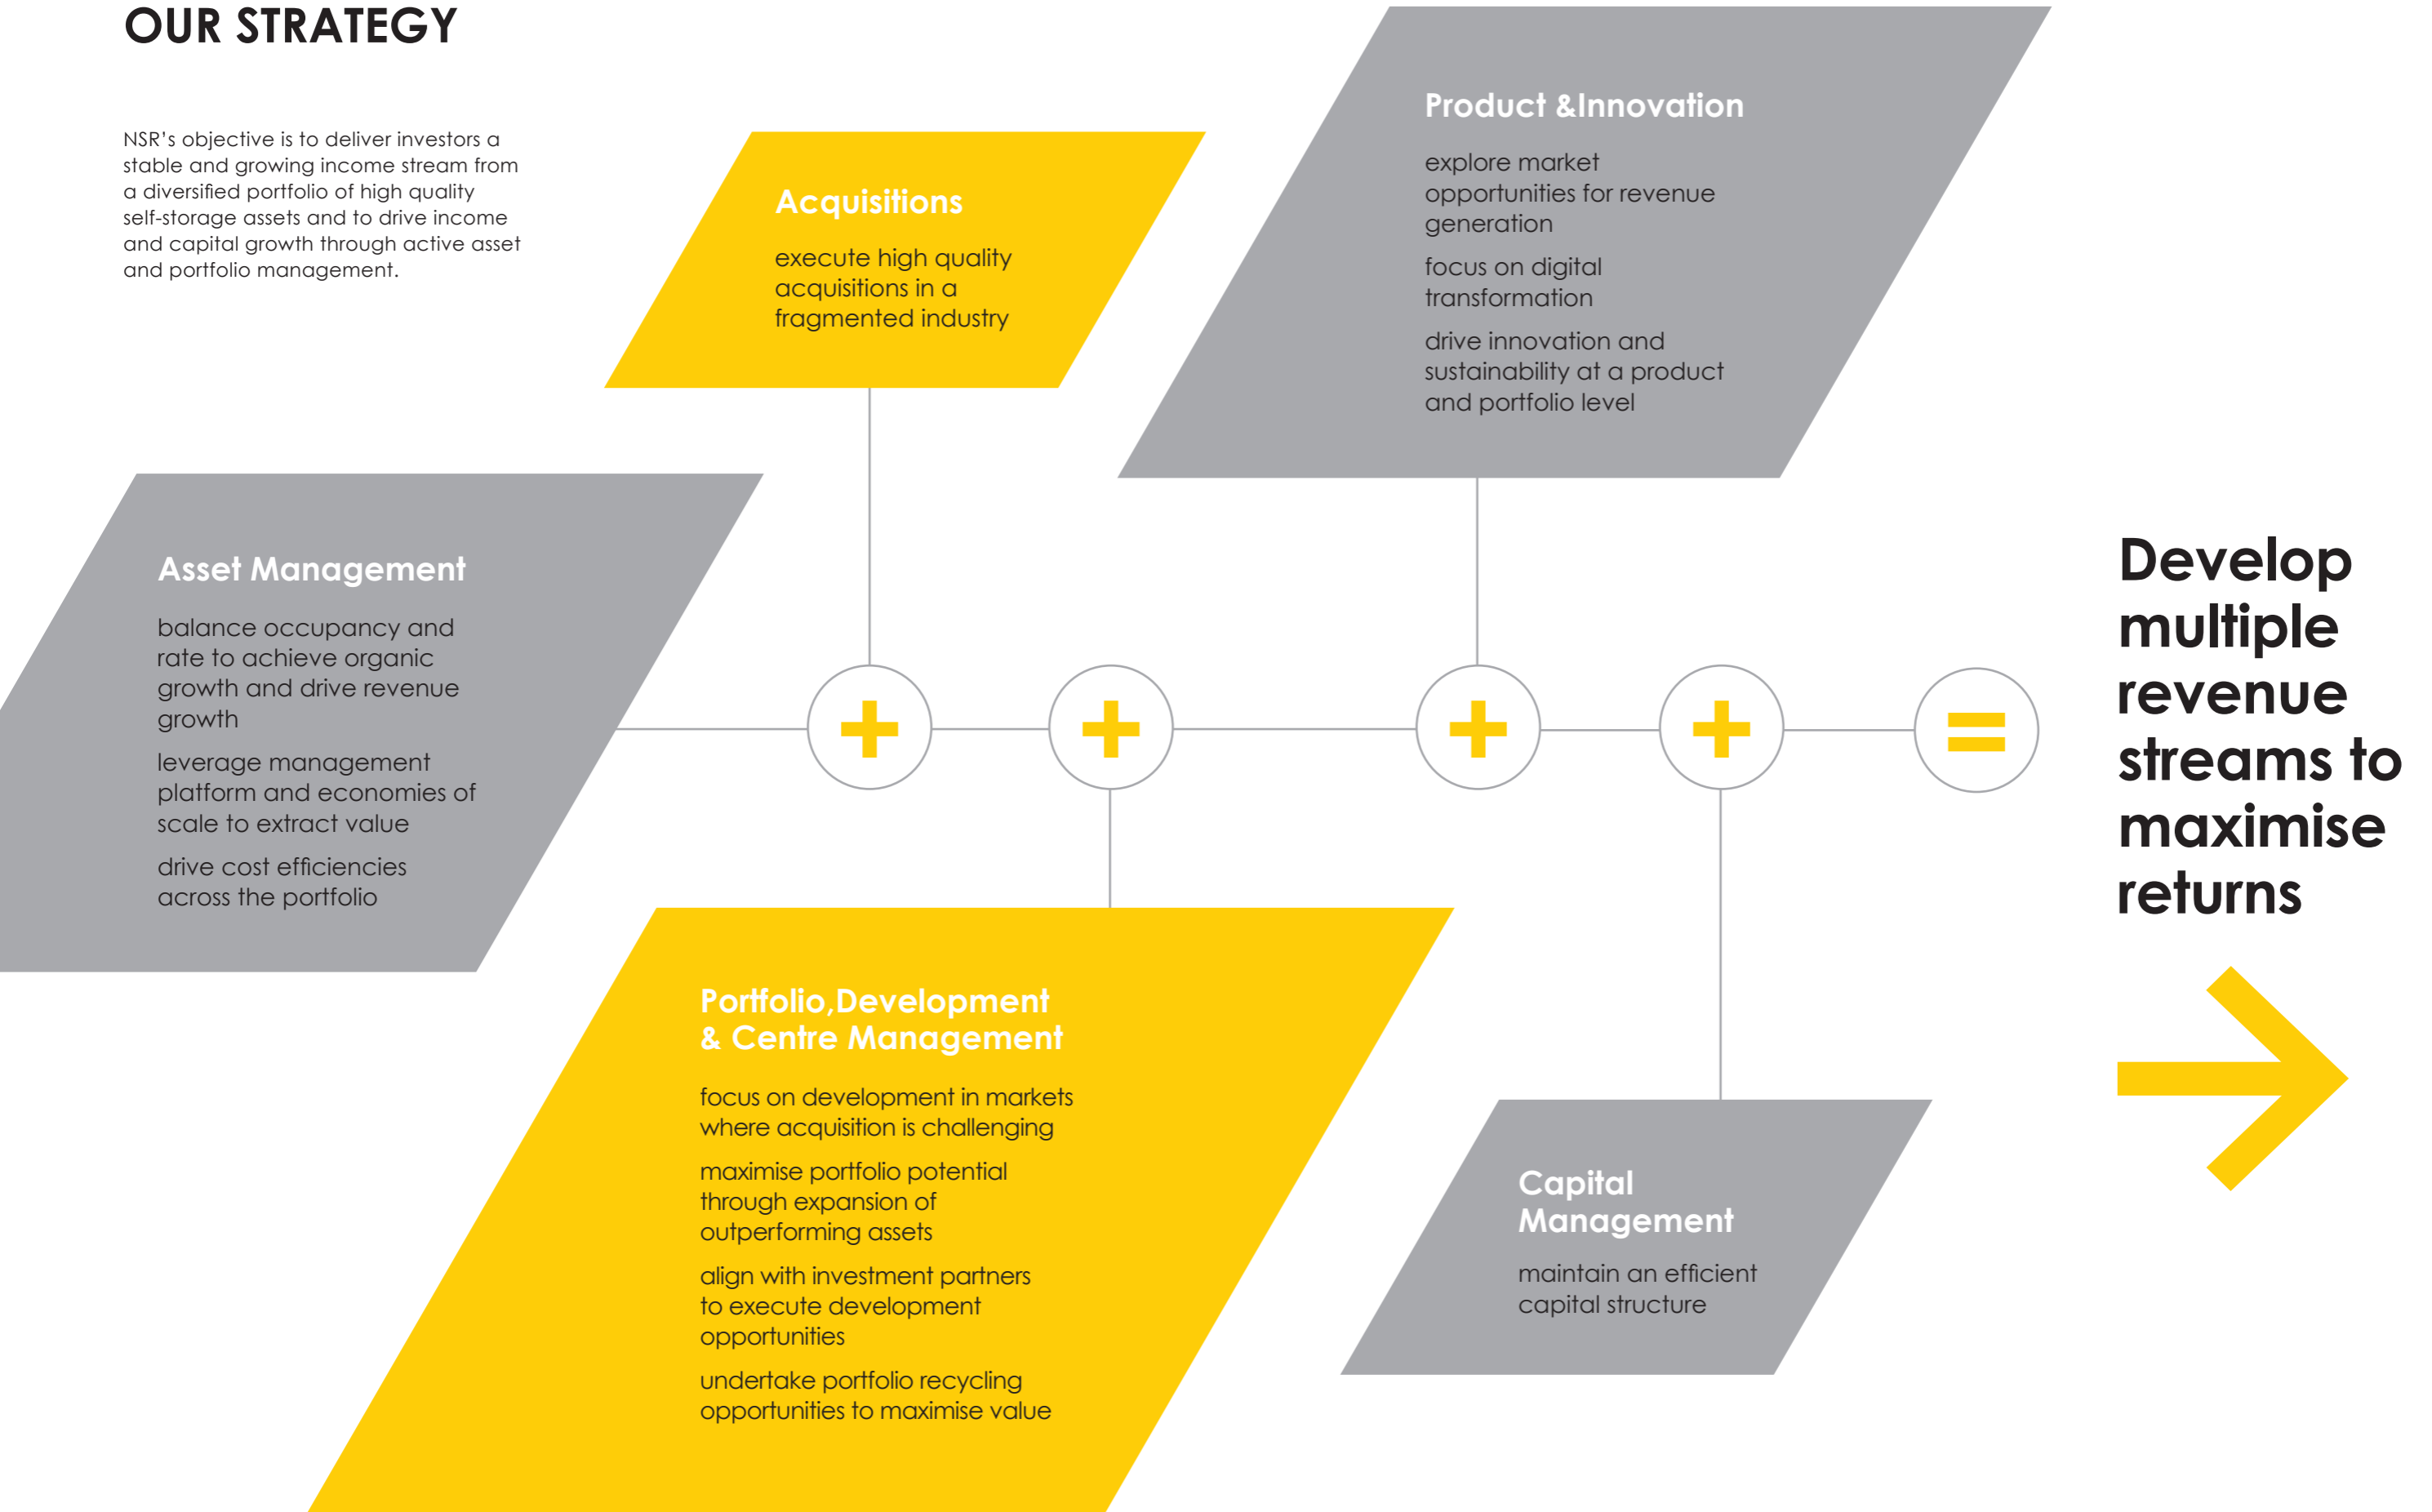 OUR STRATEGY
NSR's objective is to deliver investors a
stable and growing income stream from
a diversified portfolio of high quality
self-storage assets and to drive income
and capital growth through active asset
and portfolio management.
Asset Management
balance occupancy and
rate to achieve organic
growth and drive revenue
growth
leverage management
platform and economies of
scale to extract value
drive cost efficiencies
across the portfolio
+
Acquisitions
execute high quality
acquisitions in a
fragmented industry
+
Portfolio,Development
& Centre Management
focus on development in markets
where acquisition is challenging
maximise portfolio potential
through expansion of
outperforming assets
align with investment partners
to execute development
opportunities
undertake portfolio recycling
opportunities to maximise value
+
Product &Innovation
explore market
opportunities for revenue
generation
focus on digital
transformation
drive innovation and
sustainability at a product
and portfolio level
+
Capital
Management
maintain an efficient
capital structure
=
Develop
multiple
revenue
streams to
maximise
returns